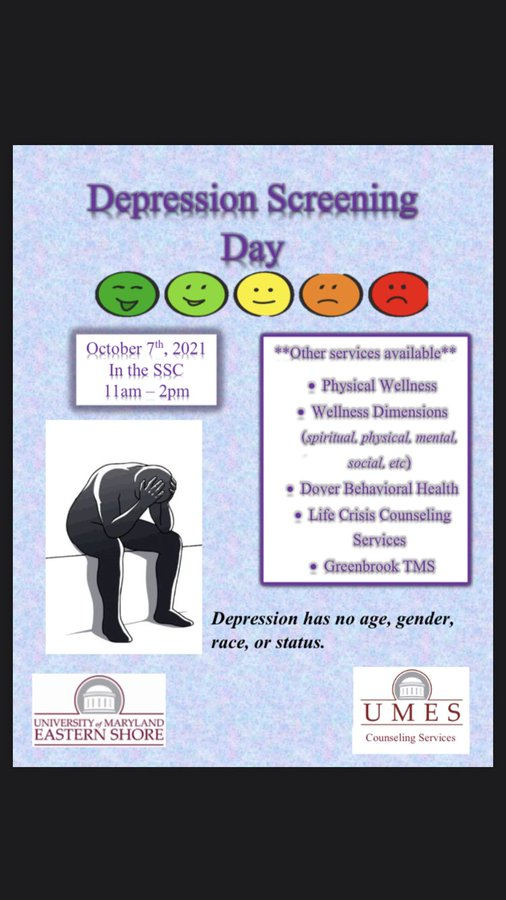 Depression Screening
Day
October 7th, 2021
In the SSC
11am – 2pm
**Other services available**
• Physical Wellness
• Wellness Dimensions
(spiritual, physical, mental,
social, etc)
• Dover Behavioral Health
• Life Crisis Counseling
Services
• Greenbrook TMS
Depression has no age, gender,
race, or status.
UNIVERSITY of MARYLAND
EASTERN SHORE
UMES
Counseling Services